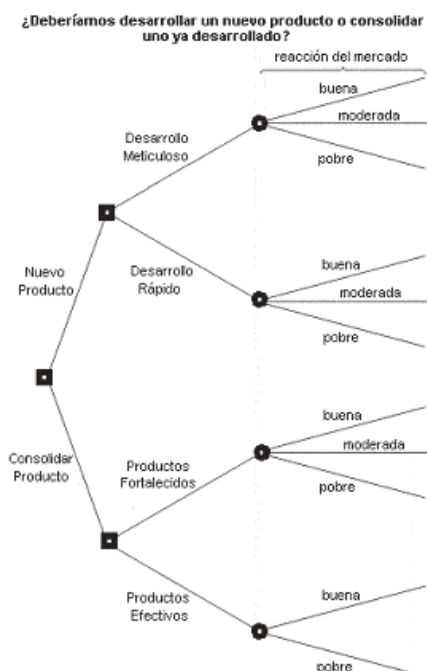 ¿Deberíamos desarrollar un nuevo producto o consolidar
uno ya desarrollado?
reacción del mercado
buena
moderada
pobre
Desarrollo
Meticuloso
Nuevo
Producto
Desarrollo
Rápido
buena
moderada
pobre
Consolidar
Producto
Productos
Fortalecidos
buena
moderada
pobre
Productos
Efectivos
buena
pobre